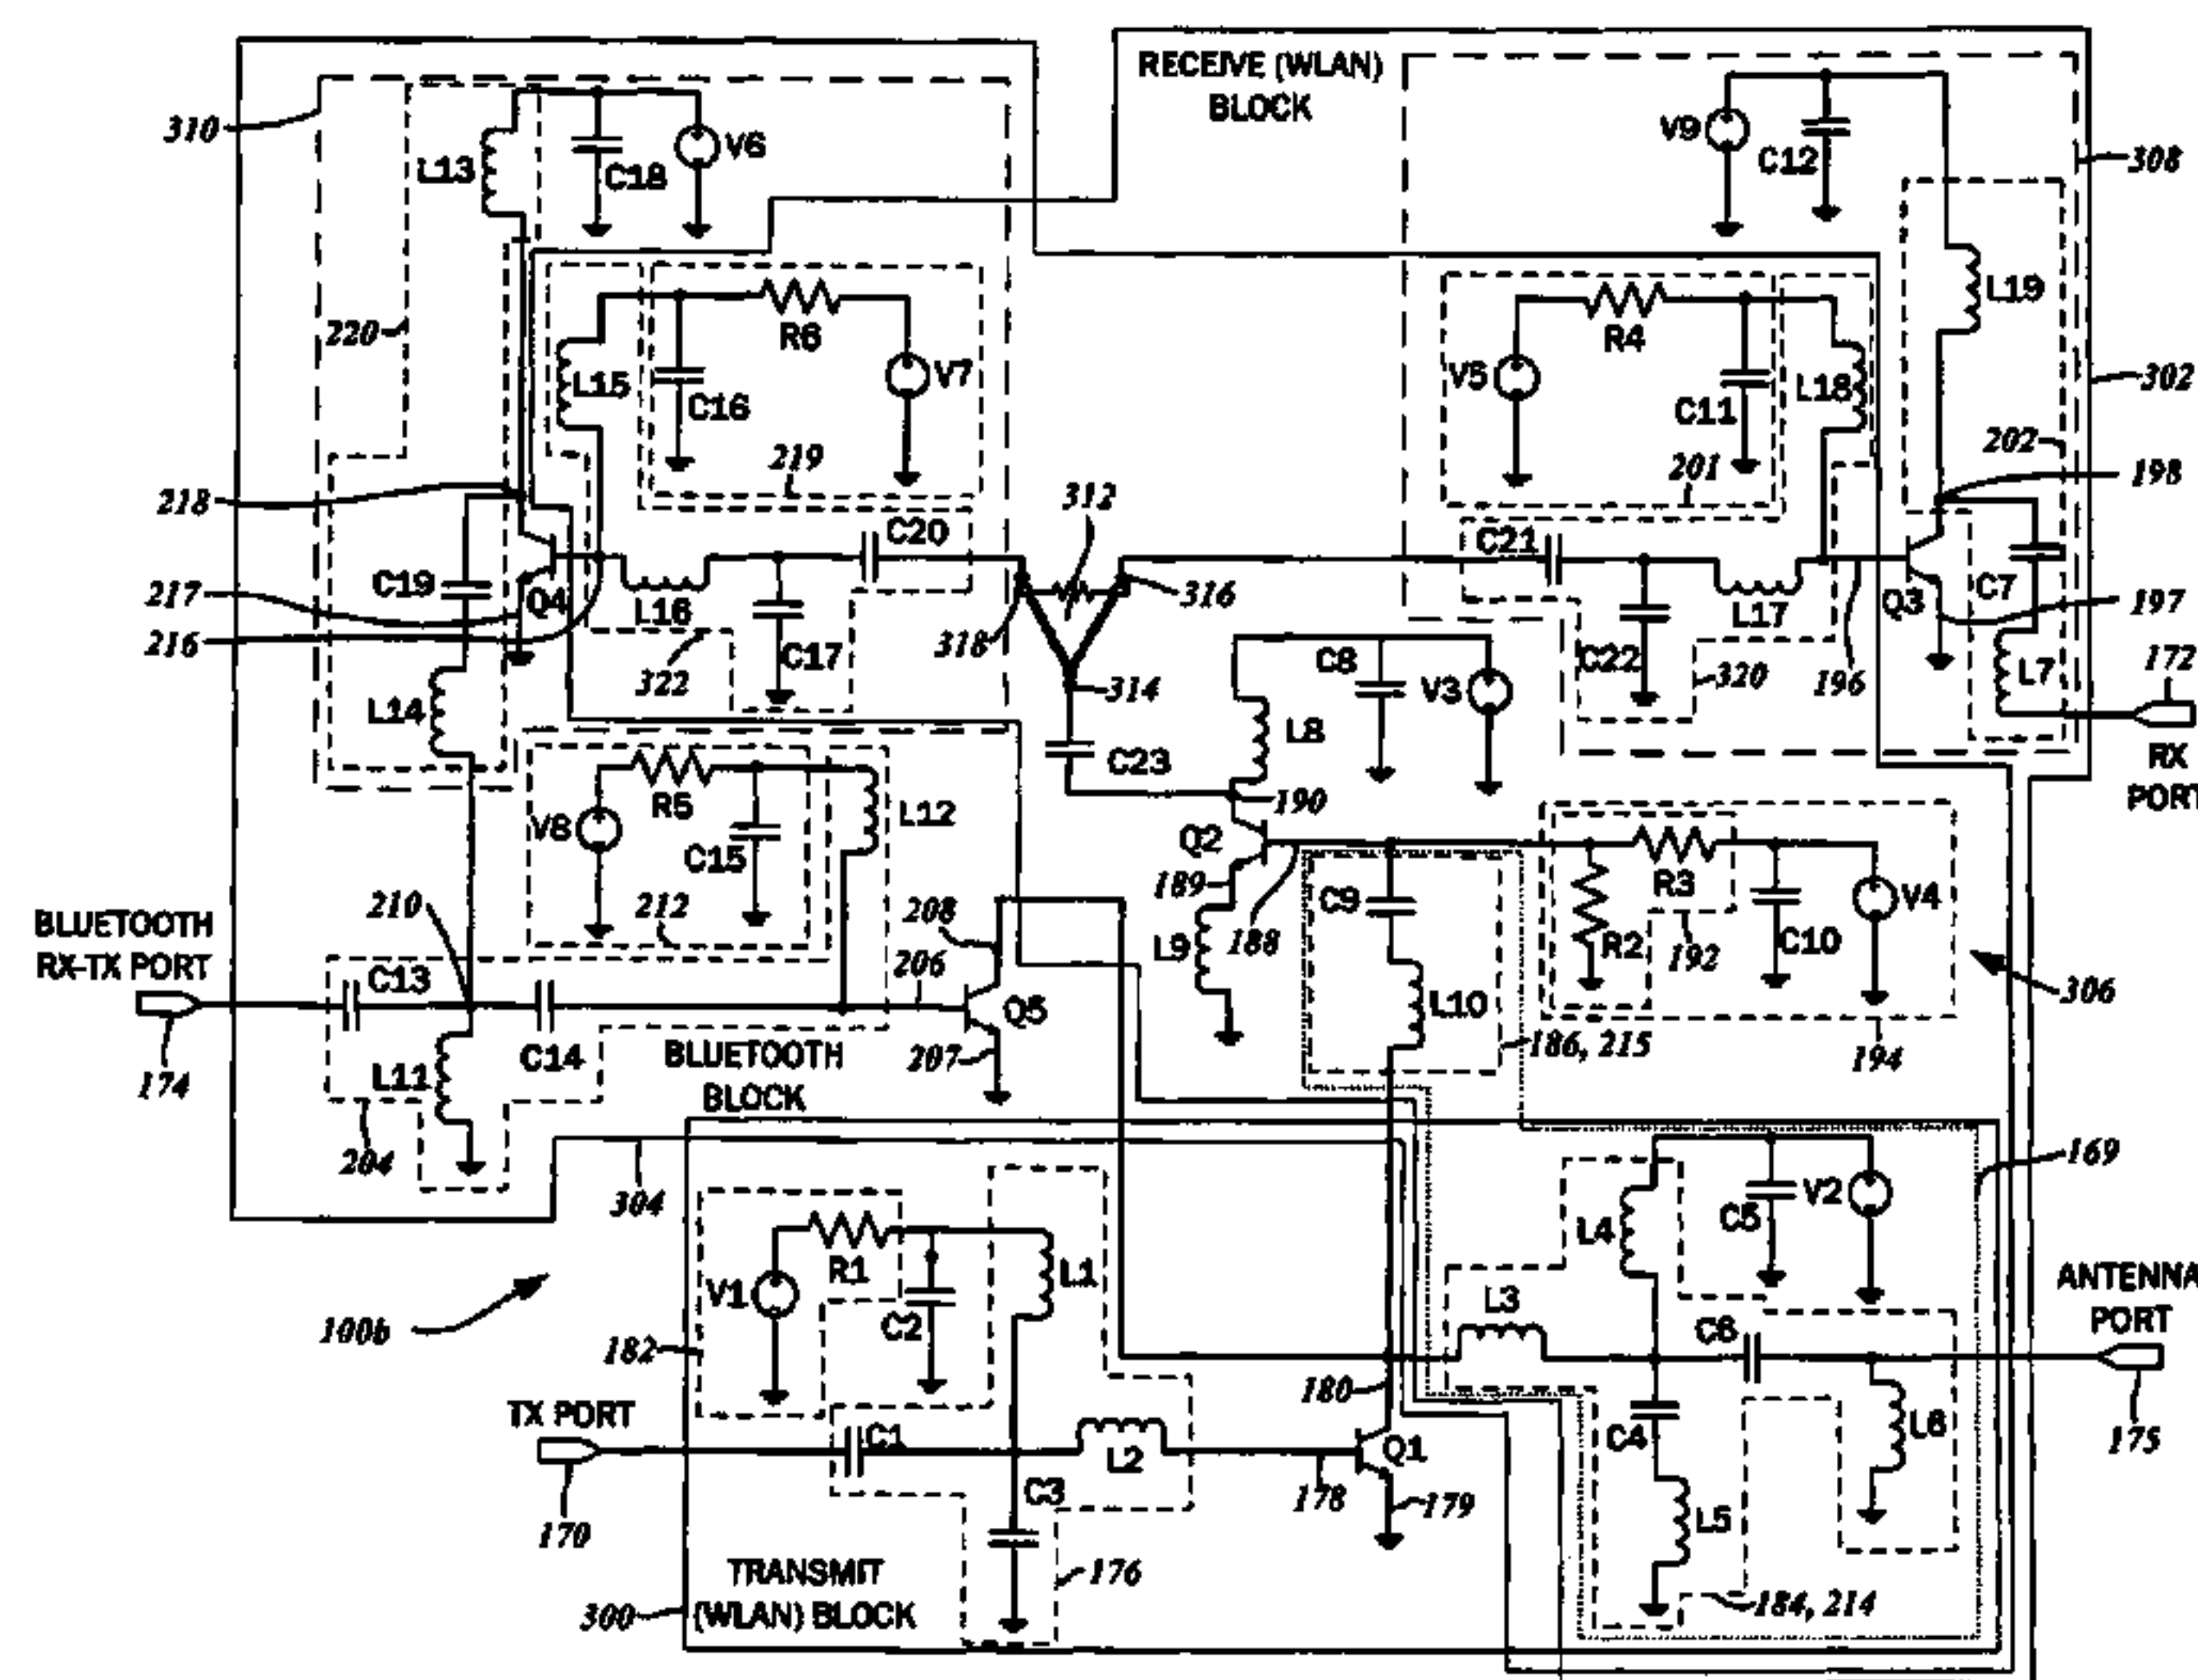 RECEIVE (WLAN)
BLOCK
310
L13
C18
V6
V9
C12
308
220
L15
C16
R6
V7
219
V5
R4
C11
L18
201
L19
302
202
198
218
C19
217
Q4
216
L16
C17
C20
322
312
318
316
314
C21
C22
L17
320
196
Q3
C7
197
L7
172
RX
PORT
L14
C23
L8
C8
V3
190
V8
R5
C15
L12
212
Q2
189
L9
188
C9
L10
186, 215
R2
R3
192
C10
V4
306
194
BLUETOOTH
RX-TX PORT
174
210
C13
C14
L11
204
208
206
Q5
207
BLUETOOTH
BLOCK
304
100b
V1
R1
C2
L1
182
TX PORT
170
C1
L2
C3
176
178
Q1
179
180
L3
L4
C5
V2
169
C6
C4
L5
L6
184, 214
ANTENNA
PORT
175
TRANSMIT
(WLAN) BLOCK
300